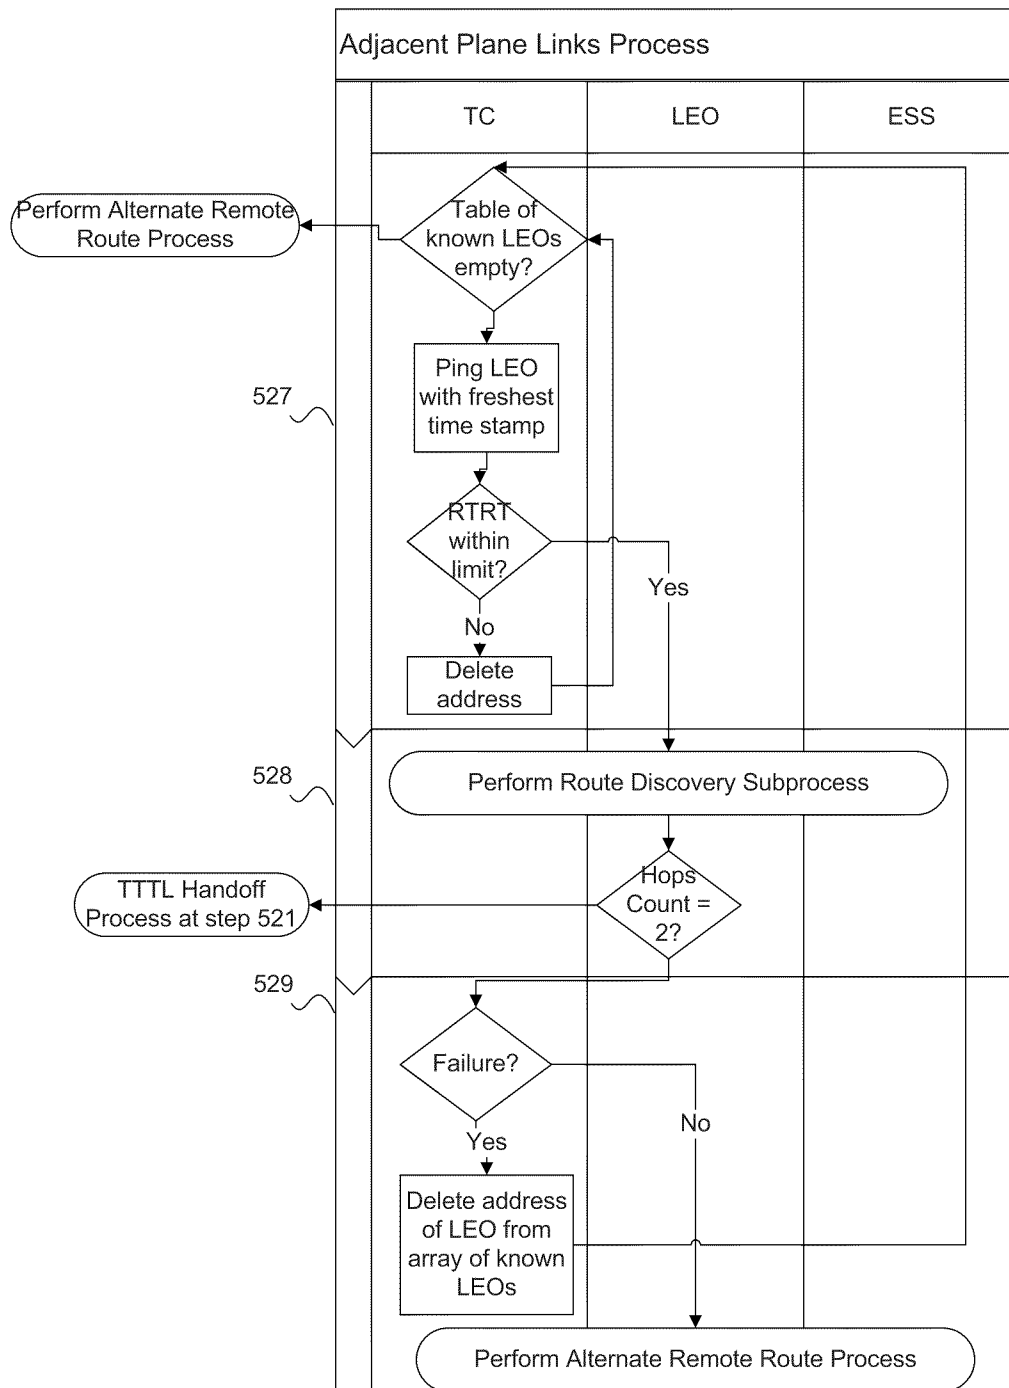 Adjacent Plane Links Process
TC
LEO
ESS
Perform Alternate Remote
Route Process
Table of
known LEOs
empty?
527
Ping LEO
with freshest
time stamp
RTRT
within
limit?
Yes
No
Delete
address
528
Perform Route Discovery Subprocess
TTTL Handoff
Process at step 521
Hops
Count =
2?
529
Failure?
No
Yes
Delete address
of LEO from
array of known
LEOs
Perform Alternate Remote Route Process